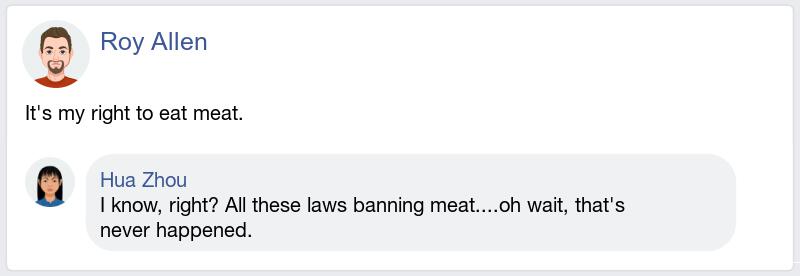 Roy Allen
It's my right to eat meat.
Hua Zhou
I know, right? All these laws banning meat....oh wait, that's
never happened.